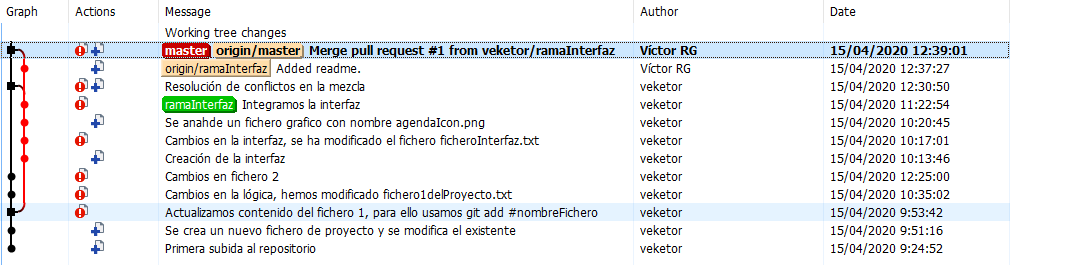 Graph Actions Message Author Date
Working tree changes
master origin/master Merge pull request #1 from veketor/ramaInterfaz Víctor RG 15/04/2020 12:39:01
origin/ramaInterfaz Added readme. Víctor RG 15/04/2020 12:37:27
Resolución de conflictos en la mezcla veketor 15/04/2020 12:30:50
ramaInterfaz Integramos la interfaz veketor 15/04/2020 11:22:54
Se anahde un fichero grafico con nombre agendaIcon.png veketor 15/04/2020 10:20:45
Cambios en la interfaz, se ha modificado el fichero ficheroInterfaz.txt veketor 15/04/2020 10:17:01
Creación de la interfaz veketor 15/04/2020 10:13:46
Cambios en fichero 2 veketor 15/04/2020 12:25:00
Cambios en la lógica, hemos modificado fichero1delProyecto.txt veketor 15/04/2020 10:35:02
Actualizamos contenido del fichero 1, para ello usamos git add #nombreFichero veketor 15/04/2020 9:53:42
Se crea un nuevo fichero de proyecto y se modifica el existente veketor 15/04/2020 9:51:16
Primera subida al repositorio veketor 15/04/2020 9:24:52